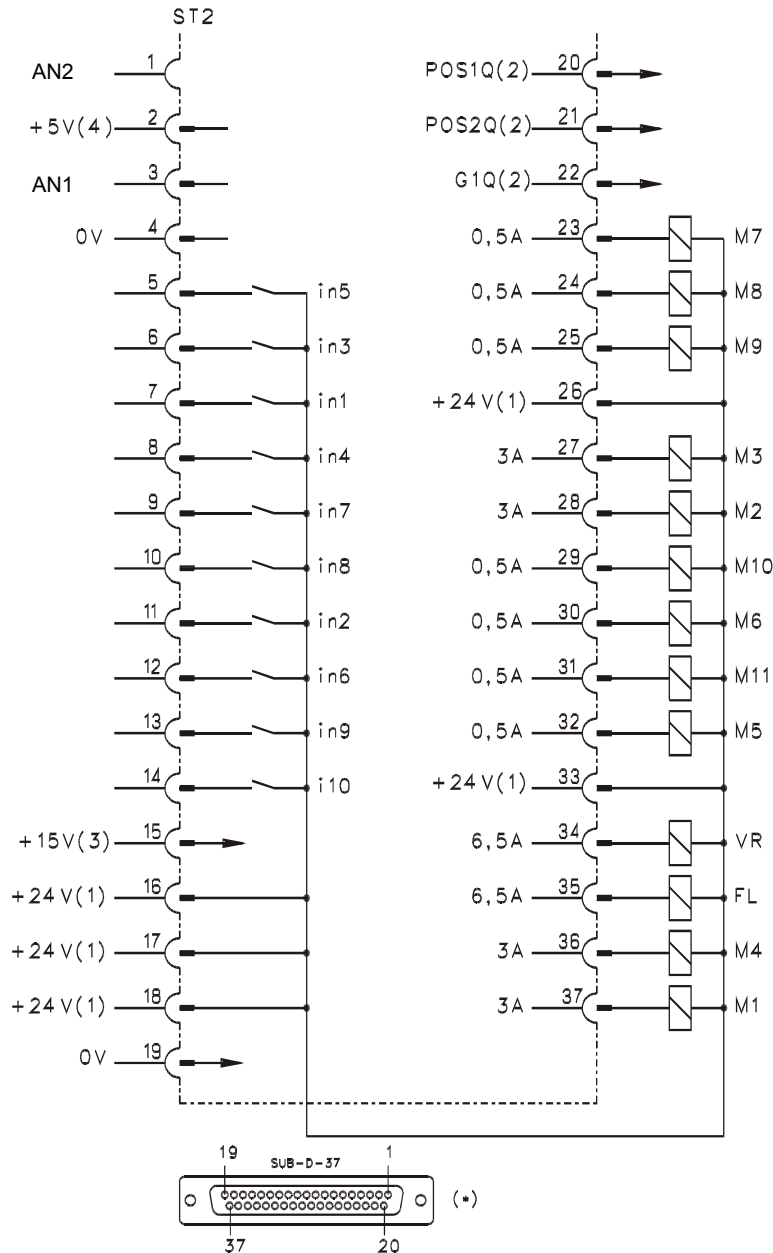 ST2
AN2 1
+5V(4) 2
AN1 3
0V 4
5 in5
6 in3
7 in1
8 in4
9 in7
10 in8
11 in2
12 in6
13 in9
14 i10
+15V(3) 15
+24V(1) 16
+24V(1) 17
+24V(1) 18
0V 19
POS1Q(2) 20
POS2Q(2) 21
G1Q(2) 22
0,5A 23 M7
0,5A 24 M8
0,5A 25 M9
+24V(1) 26
3A 27 M3
3A 28 M2
0,5A 29 M10
0,5A 30 M6
0,5A 31 M11
0,5A 32 M5
+24V(1) 33
6,5A 34 VR
6,5A 35 FL
3A 36 M4
3A 37 M1
19 SUB-D-37 1
(*)
37 20